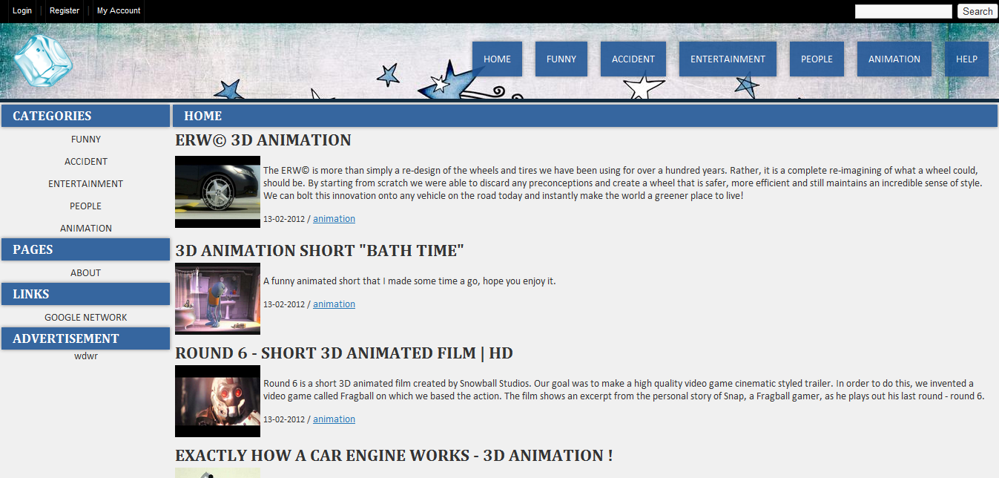 Login | Register | My Account
Search
HOME FUNNY ACCIDENT ENTERTAINMENT PEOPLE ANIMATION HELP
CATEGORIES
FUNNY
ACCIDENT
ENTERTAINMENT
PEOPLE
ANIMATION
PAGES
ABOUT
LINKS
GOOGLE NETWORK
ADVERTISEMENT
wdwr
HOME
ERW© 3D ANIMATION
The ERW© is more than simply a re-design of the wheels and tires we have been using for over a hundred years. Rather, it is a complete re-imagining of what a wheel could,
should be. By starting from scratch we were able to discard any preconceptions and create a wheel that is safer, more efficient and still maintains an incredible sense of style.
We can bolt this innovation onto any vehicle on the road today and instantly make the world a greener place to live!
13-02-2012 / animation
3D ANIMATION SHORT "BATH TIME"
A funny animated short that I made some time a go, hope you enjoy it.
13-02-2012 / animation
ROUND 6 - SHORT 3D ANIMATED FILM | HD
Round 6 is a short 3D animated film created by Snowball Studios. Our goal was to make a high quality video game cinematic styled trailer. In order to do this, we invented a
video game called Fragball on which we based the action. The film shows an excerpt from the personal story of Snap, a Fragball gamer, as he plays out his last round - round 6.
13-02-2012 / animation
EXACTLY HOW A CAR ENGINE WORKS - 3D ANIMATION !